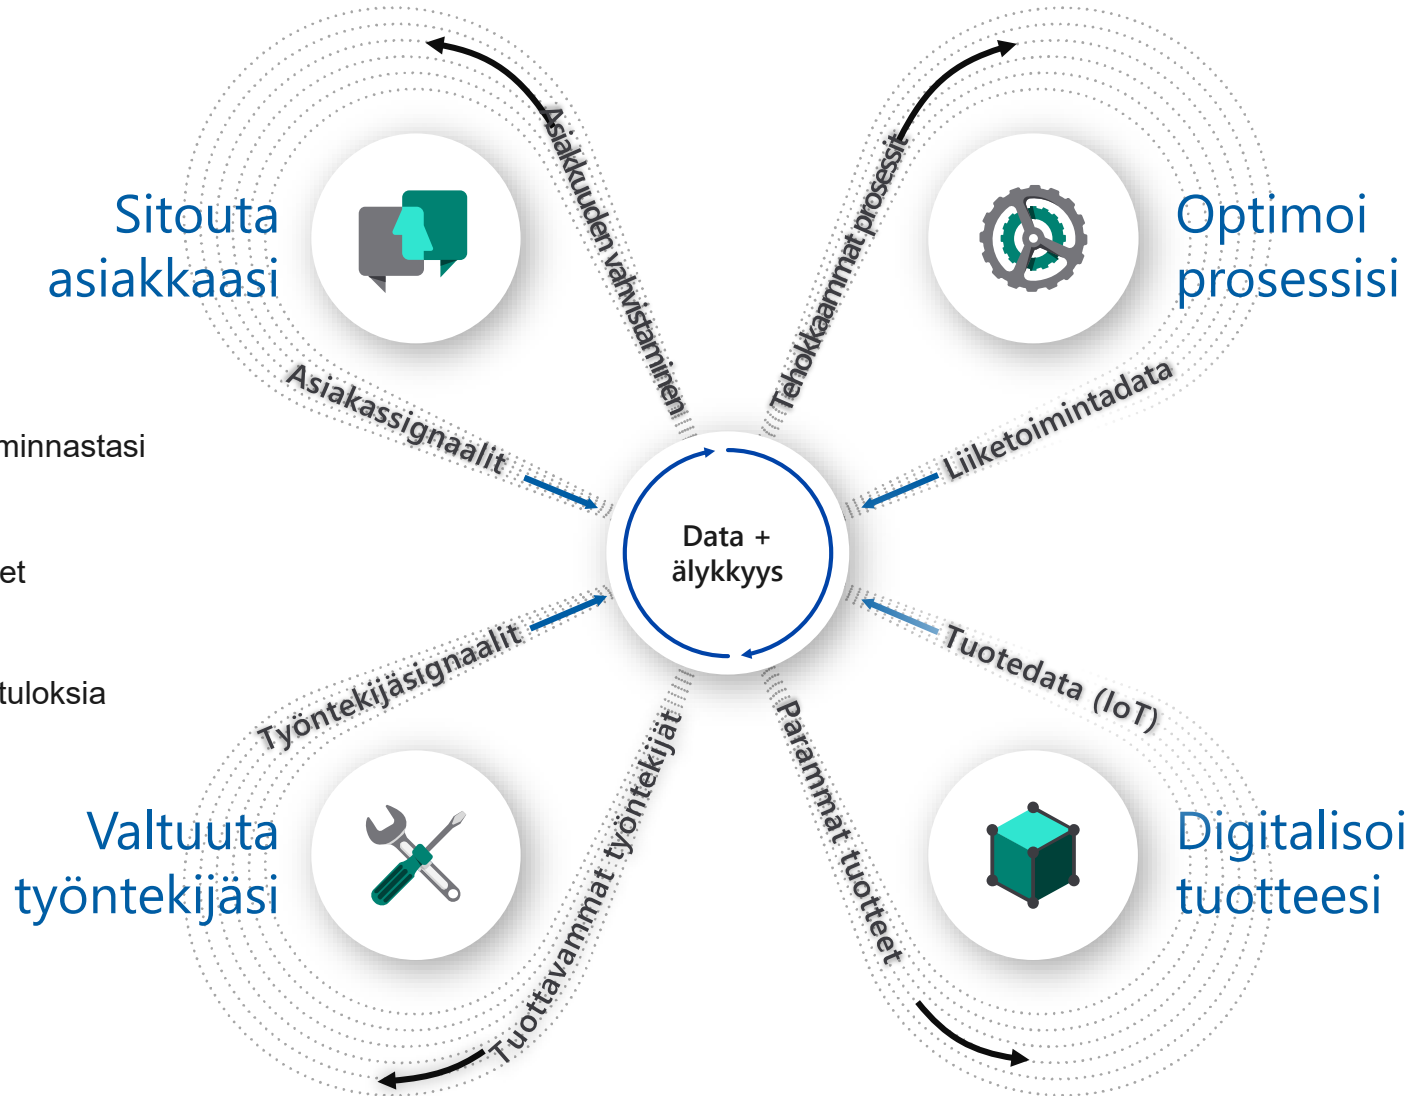 Asiakkuuden vahvistaminen
Tehokkaammat prosessit
Sitouta
asiakkaasi
Optimoi
prosessisi
Asiakassignaalit
Liiketoimintadata
minnastasi
Data +
älykkyys
et
tuloksia
Työntekijäsignaalit
Tuotedata (IoT)
Tuottavammat työntekijät
Parammat tuotteet
Valtuuta
työntekijäsi
Digitalisoi
tuotteesi